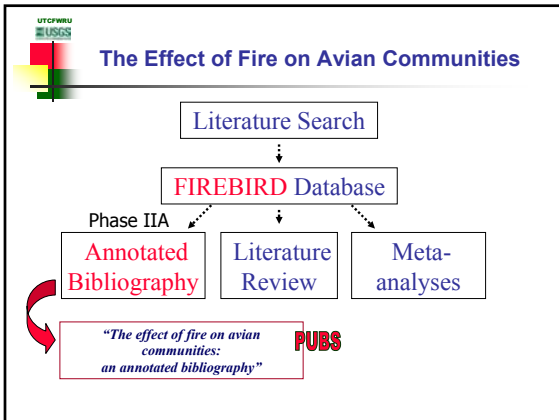 UTCFWRU
USGS
The Effect of Fire on Avian Communities
Literature Search
FIREBIRD Database
Phase IIA
Annotated
Bibliography
Literature
Review
Meta-
analyses
"The effect of fire on avian
communities:
an annotated bibliography"
PUBS